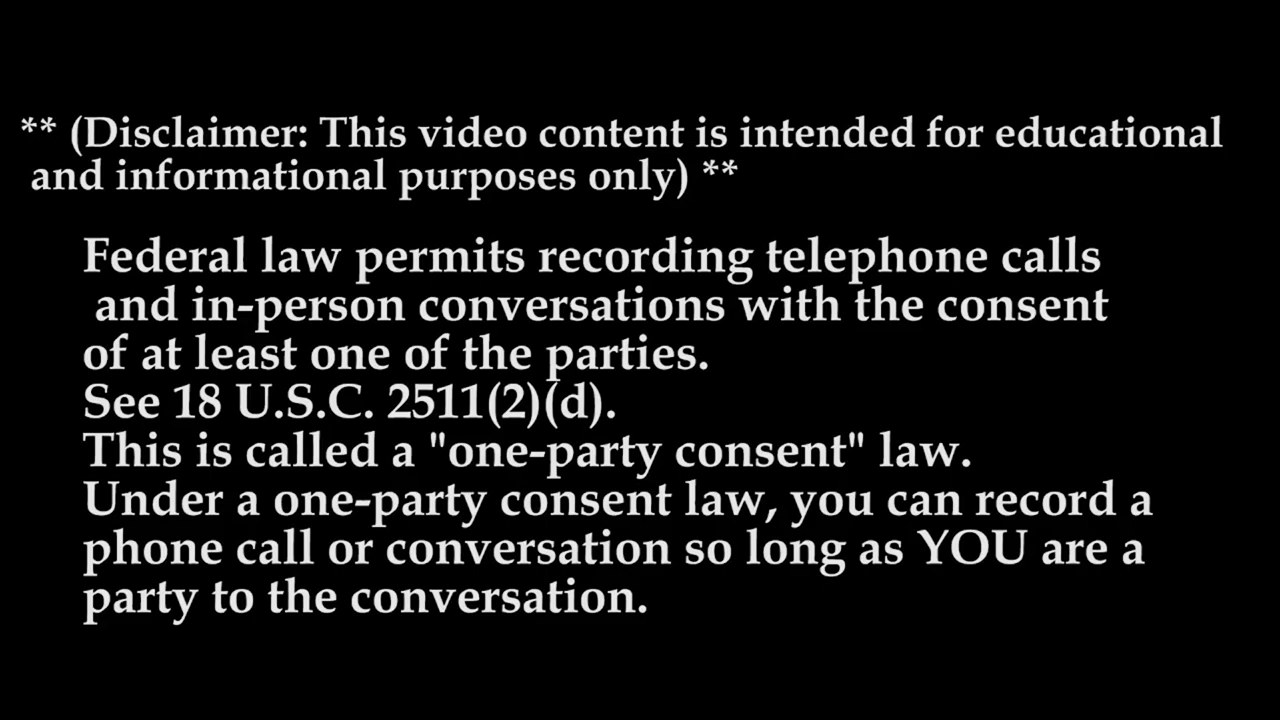 ** (Disclaimer: This video content is intended for educational
and informational purposes only) **
Federal law permits recording telephone calls
and in-person conversations with the consent
of at least one of the parties.
See 18 U.S.C. 2511(2)(d).
This is called a "one-party consent" law.
Under a one-party consent law, you can record a
phone call or conversation so long as YOU are a
party to the conversation.